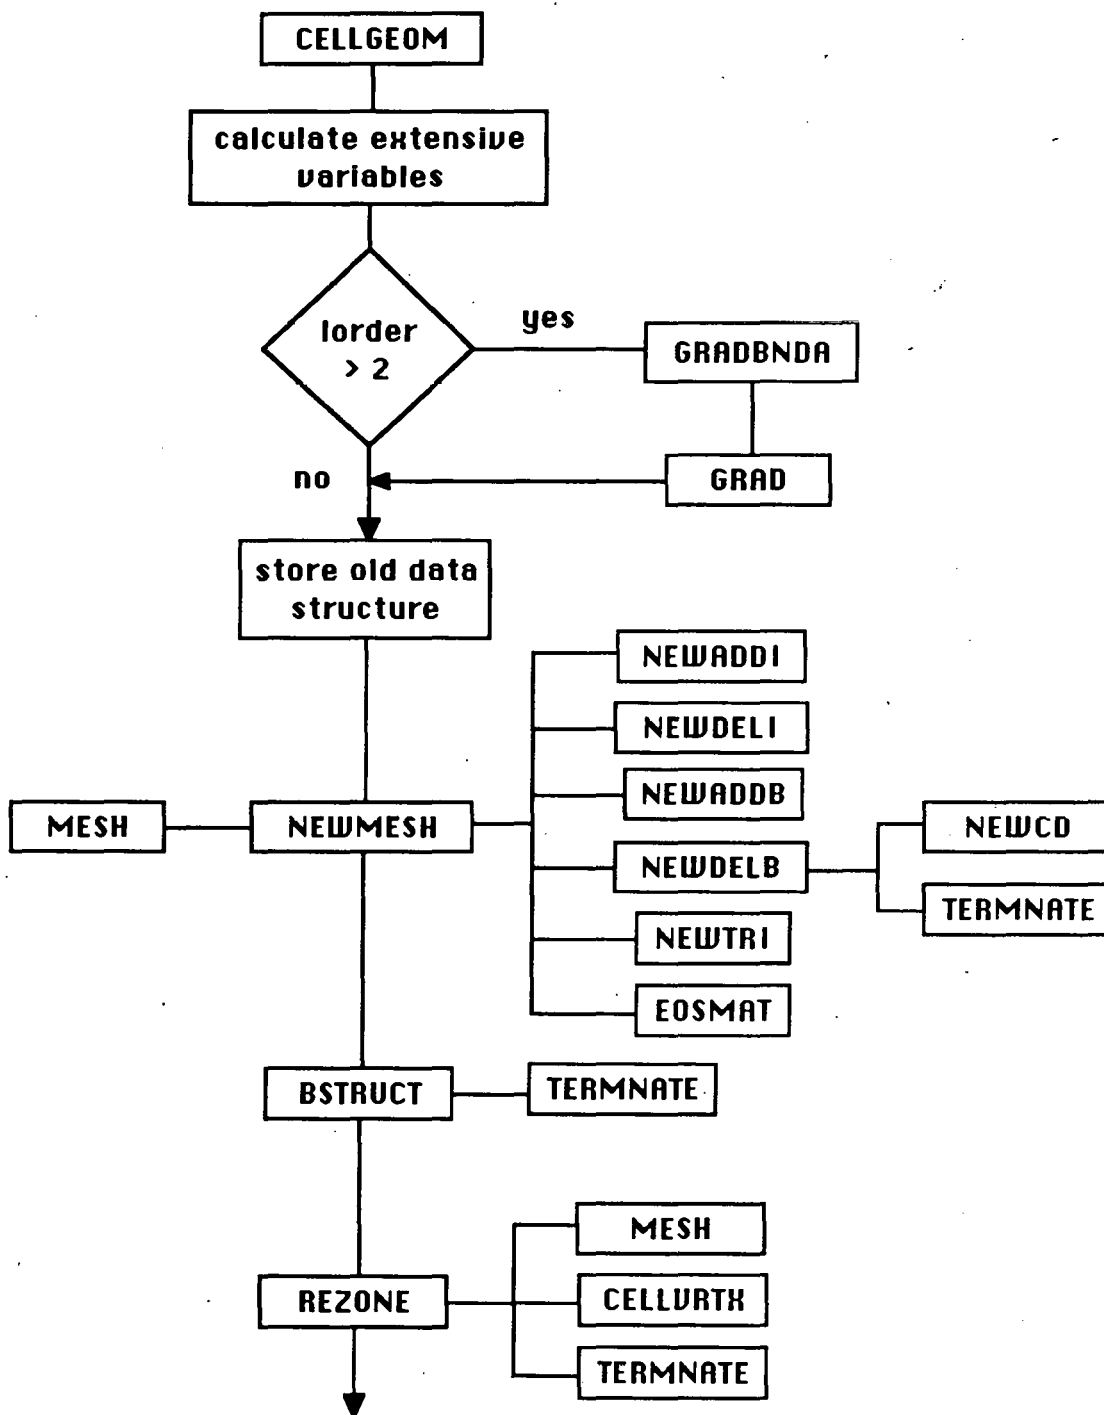 CELLGEOM
calculate extensive
variables
lorder
> 2
yes
GRADBNDA
no
GRAD
store old data
structure
NEWADDI
NEWDELI
NEWADDB
MESH
NEWMESH
NEWDELB
NEWCD
TERMNATE
NEWTRI
EOSMAT
BSTRUCT
TERMNATE
MESH
REZONE
CELLVRTX
TERMNATE